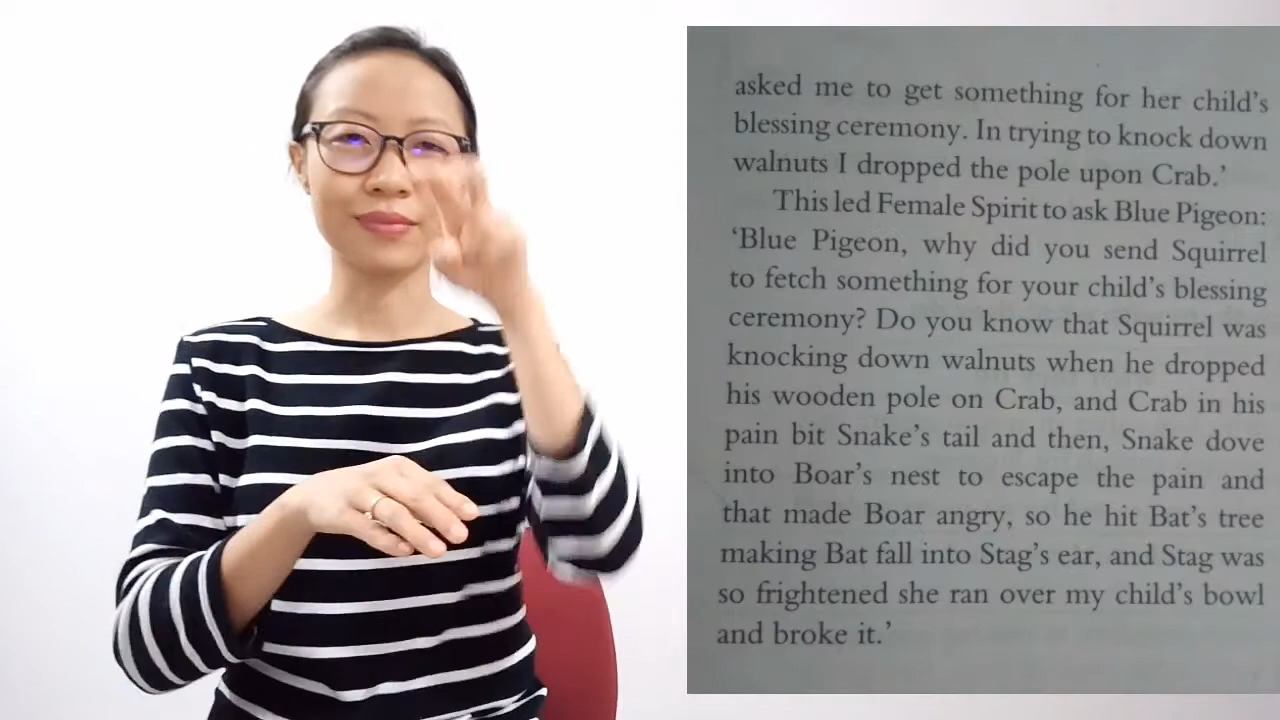 asked me to get something for her child's
blessing ceremony. In trying to knock down
walnuts I dropped the pole upon Crab.'
This led Female Spirit to ask Blue Pigeon:
'Blue Pigeon, why did you send Squirrel
to fetch something for your child's blessing
ceremony? Do you know that Squirrel was
knocking down walnuts when he dropped
his wooden pole on Crab, and Crab in his
pain bit Snake's tail and then, Snake dove
into Boar's nest to escape the pain and
that made Boar angry, so he hit Bat's tree
making Bat fall into Stag's ear, and Stag was
so frightened she ran over my child's bowl
and broke it.'